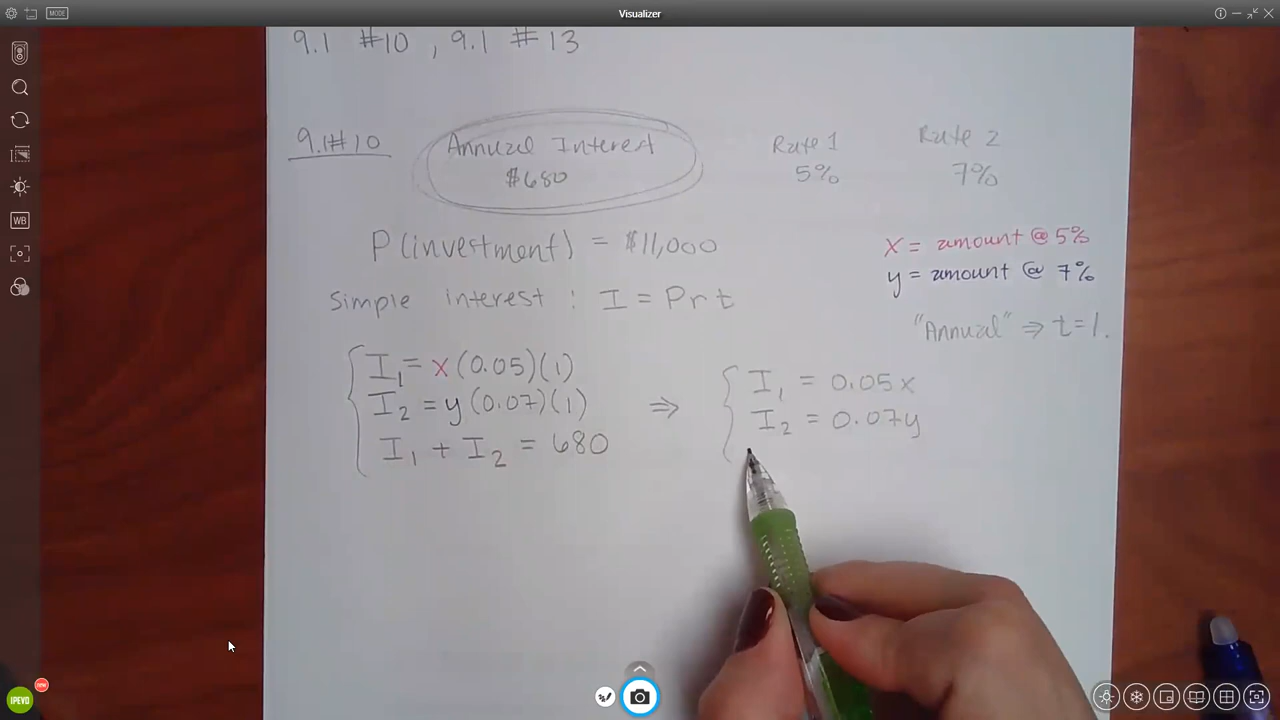 Visualizer
MODE
9.1 #10 , 9.1 #13
9.1#10
Annual Interest
$680
Rate 1
5%
Rate 2
7%
P(investment) = $11,000
x = amount @ 5%
y = amount @ 7%
Simple interest : I = Prt
"Annual" ⇒ t=1.
I₁ = x(0.05)(1)
I₂ = y(0.07)(1)
I₁ + I₂ = 680
⇒
I₁ = 0.05x
I₂ = 0.07y
WB
IPEVO